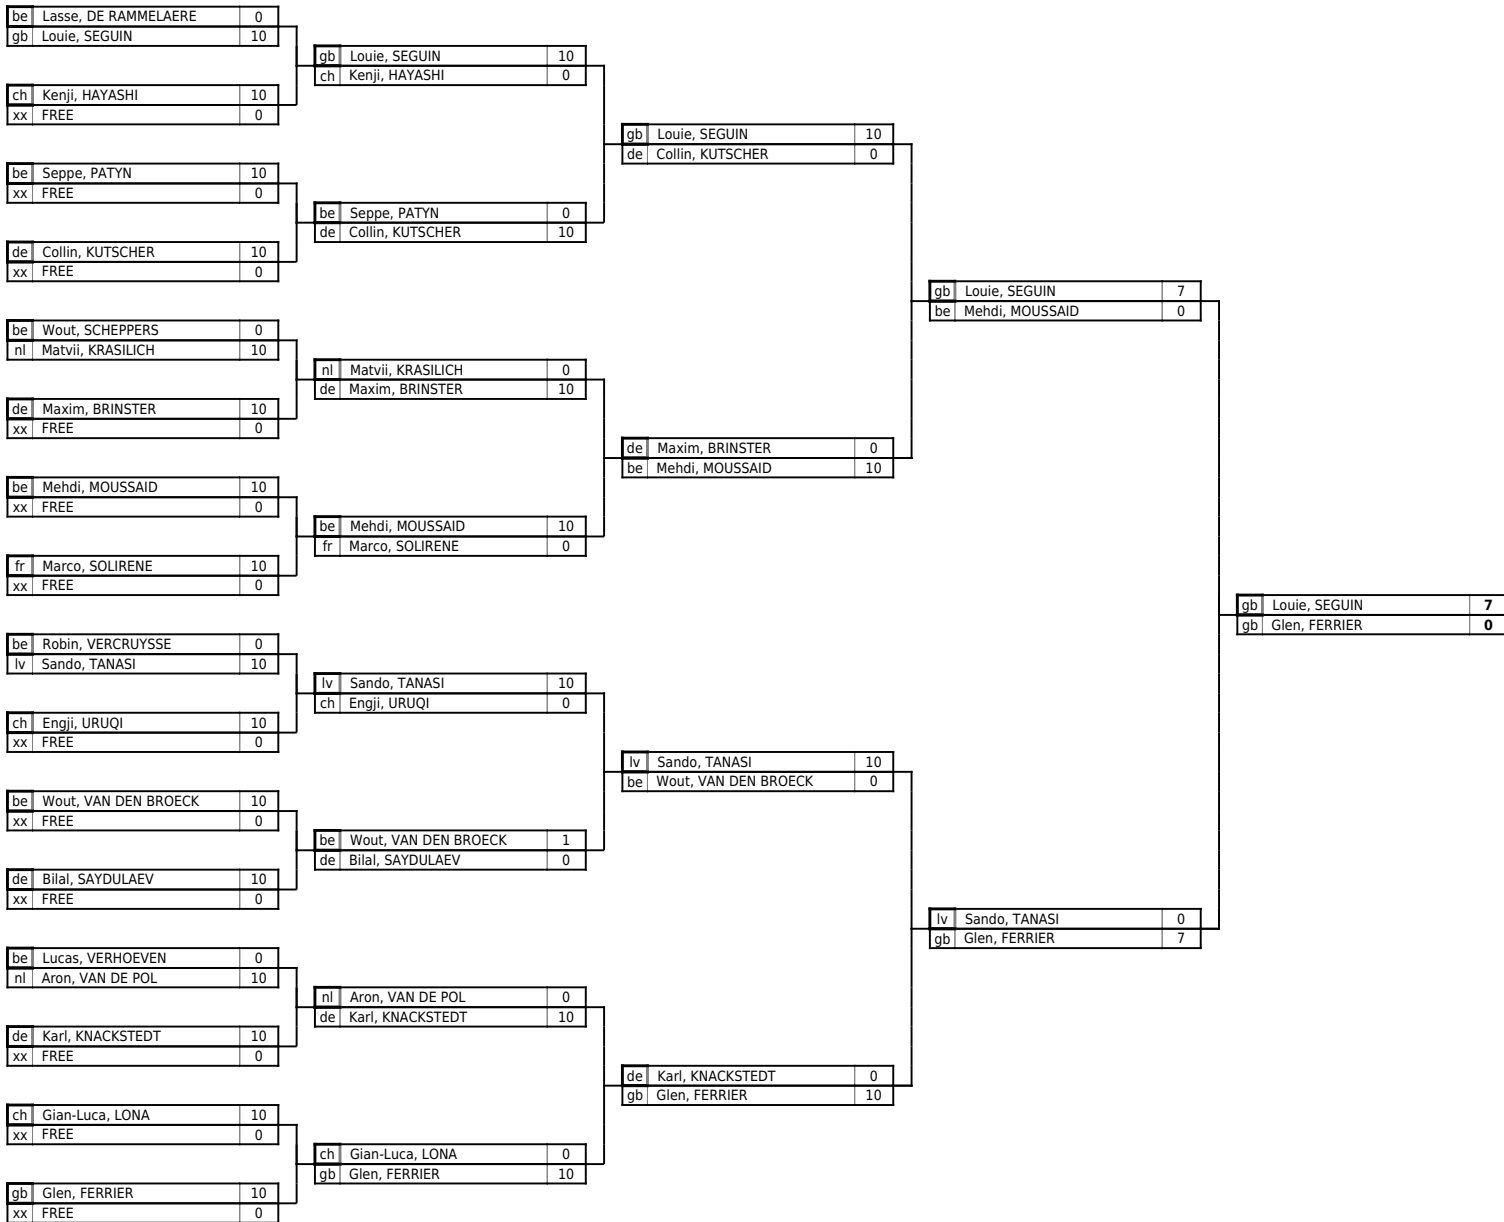 be Lasse, DE RAMMELAERE 0
gb Louie, SEGUIN 10
ch Kenji, HAYASHI 10
xx FREE 0
be Seppe, PATYN 10
xx FREE 0
de Collin, KUTSCHER 10
xx FREE 0
be Wout, SCHEPPERS 0
nl Matvii, KRASILICH 10
de Maxim, BRINSTER 10
xx FREE 0
be Mehdi, MOUSSAID 10
xx FREE 0
fr Marco, SOLIRENE 10
xx FREE 0
be Robin, VERCRUYSSE 0
lv Sando, TANASI 10
ch Engji, URUQI 10
xx FREE 0
be Wout, VAN DEN BROECK 10
xx FREE 0
de Bilal, SAYDULAEV 10
xx FREE 0
be Lucas, VERHOEVEN 0
nl Aron, VAN DE POL 10
de Karl, KNACKSTEDT 10
xx FREE 0
ch Gian-Luca, LONA 10
xx FREE 0
gb Glen, FERRIER 10
xx FREE 0
gb Louie, SEGUIN 10
ch Kenji, HAYASHI 0
be Seppe, PATYN 0
de Collin, KUTSCHER 10
nl Matvii, KRASILICH 0
de Maxim, BRINSTER 10
be Mehdi, MOUSSAID 10
fr Marco, SOLIRENE 0
lv Sando, TANASI 10
ch Engji, URUQI 0
be Wout, VAN DEN BROECK 1
de Bilal, SAYDULAEV 0
nl Aron, VAN DE POL 0
de Karl, KNACKSTEDT 10
ch Gian-Luca, LONA 0
gb Glen, FERRIER 10
gb Louie, SEGUIN 10
de Collin, KUTSCHER 0
de Maxim, BRINSTER 0
be Mehdi, MOUSSAID 10
lv Sando, TANASI 10
be Wout, VAN DEN BROECK 0
de Karl, KNACKSTEDT 0
gb Glen, FERRIER 10
gb Louie, SEGUIN 7
be Mehdi, MOUSSAID 0
lv Sando, TANASI 0
gb Glen, FERRIER 7
gb Louie, SEGUIN 7
gb Glen, FERRIER 0